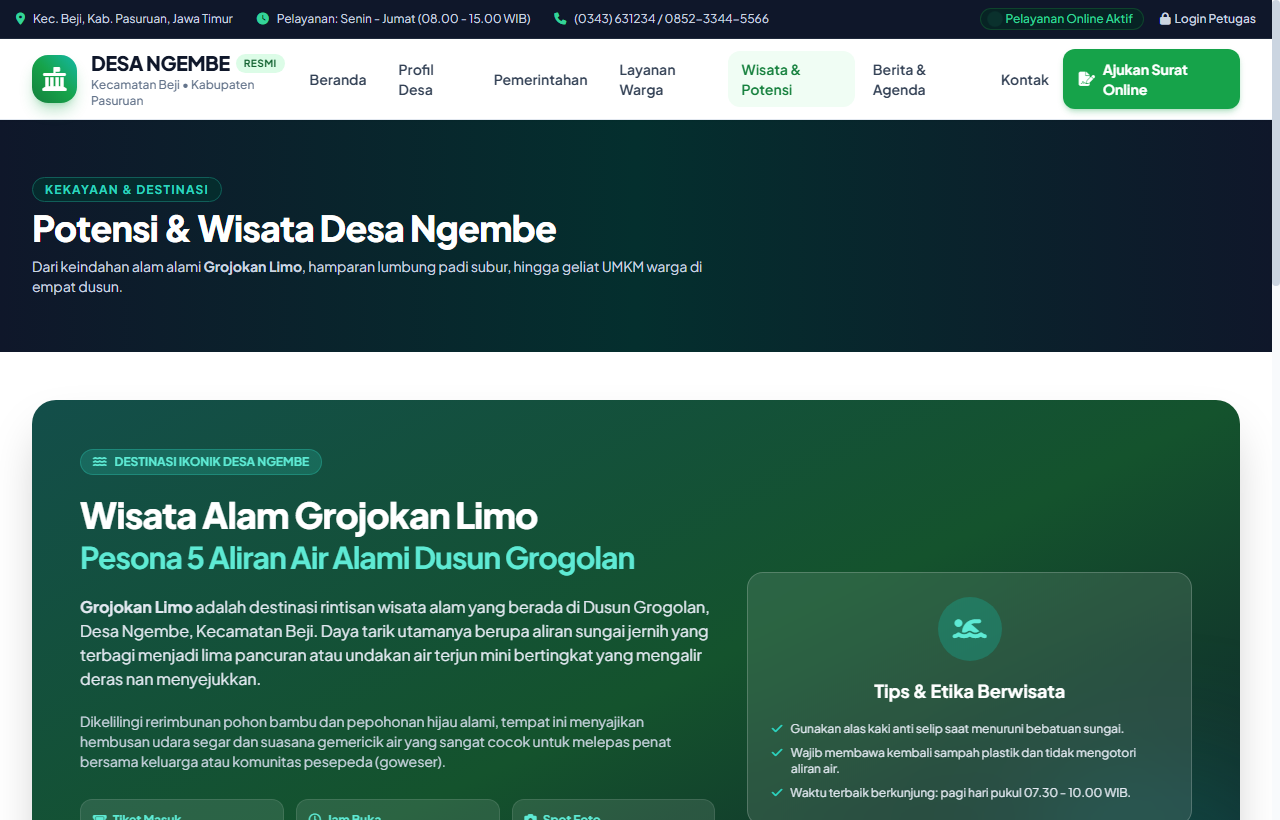 Kec. Beji, Kab. Pasuruan, Jawa Timur
Pelayanan: Senin - Jumat (08.00 - 15.00 WIB)
(0343) 631234 / 0852-3344-5566
Pelayanan Online Aktif
Login Petugas
DESA NGEMBE RESMI
Kecamatan Beji • Kabupaten
Pasuruan
Beranda
Profil
Desa
Pemerintahan
Layanan
Warga
Wisata &
Potensi
Berita &
Agenda
Kontak
Ajukan Surat
Online
KEKAYAAN & DESTINASI
Potensi & Wisata Desa Ngembe
Dari keindahan alam alami Grojokan Limo, hamparan lumbung padi subur, hingga geliat UMKM warga di
empat dusun.
DESTINASI IKONIK DESA NGEMBE
Wisata Alam Grojokan Limo
Pesona 5 Aliran Air Alami Dusun Grogolan
Grojokan Limo adalah destinasi rintisan wisata alam yang berada di Dusun Grogolan,
Desa Ngembe, Kecamatan Beji. Daya tarik utamanya berupa aliran sungai jernih yang
terbagi menjadi lima pancuran atau undakan air terjun mini bertingkat yang mengalir
deras nan menyejukkan.
Dikelilingi rerimbunan pohon bambu dan pepohonan hijau alami, tempat ini menyajikan
hembusan udara segar dan suasana gemericik air yang sangat cocok untuk melepas penat
bersama keluarga atau komunitas pesepeda (goweser).
Tiket Masuk
Jam Buka
Spot Foto
Tips & Etika Berwisata
Gunakan alas kaki anti selip saat menuruni bebatuan sungai.
Wajib membawa kembali sampah plastik dan tidak mengotori
aliran air.
Waktu terbaik berkunjung: pagi hari pukul 07.30 - 10.00 WIB.